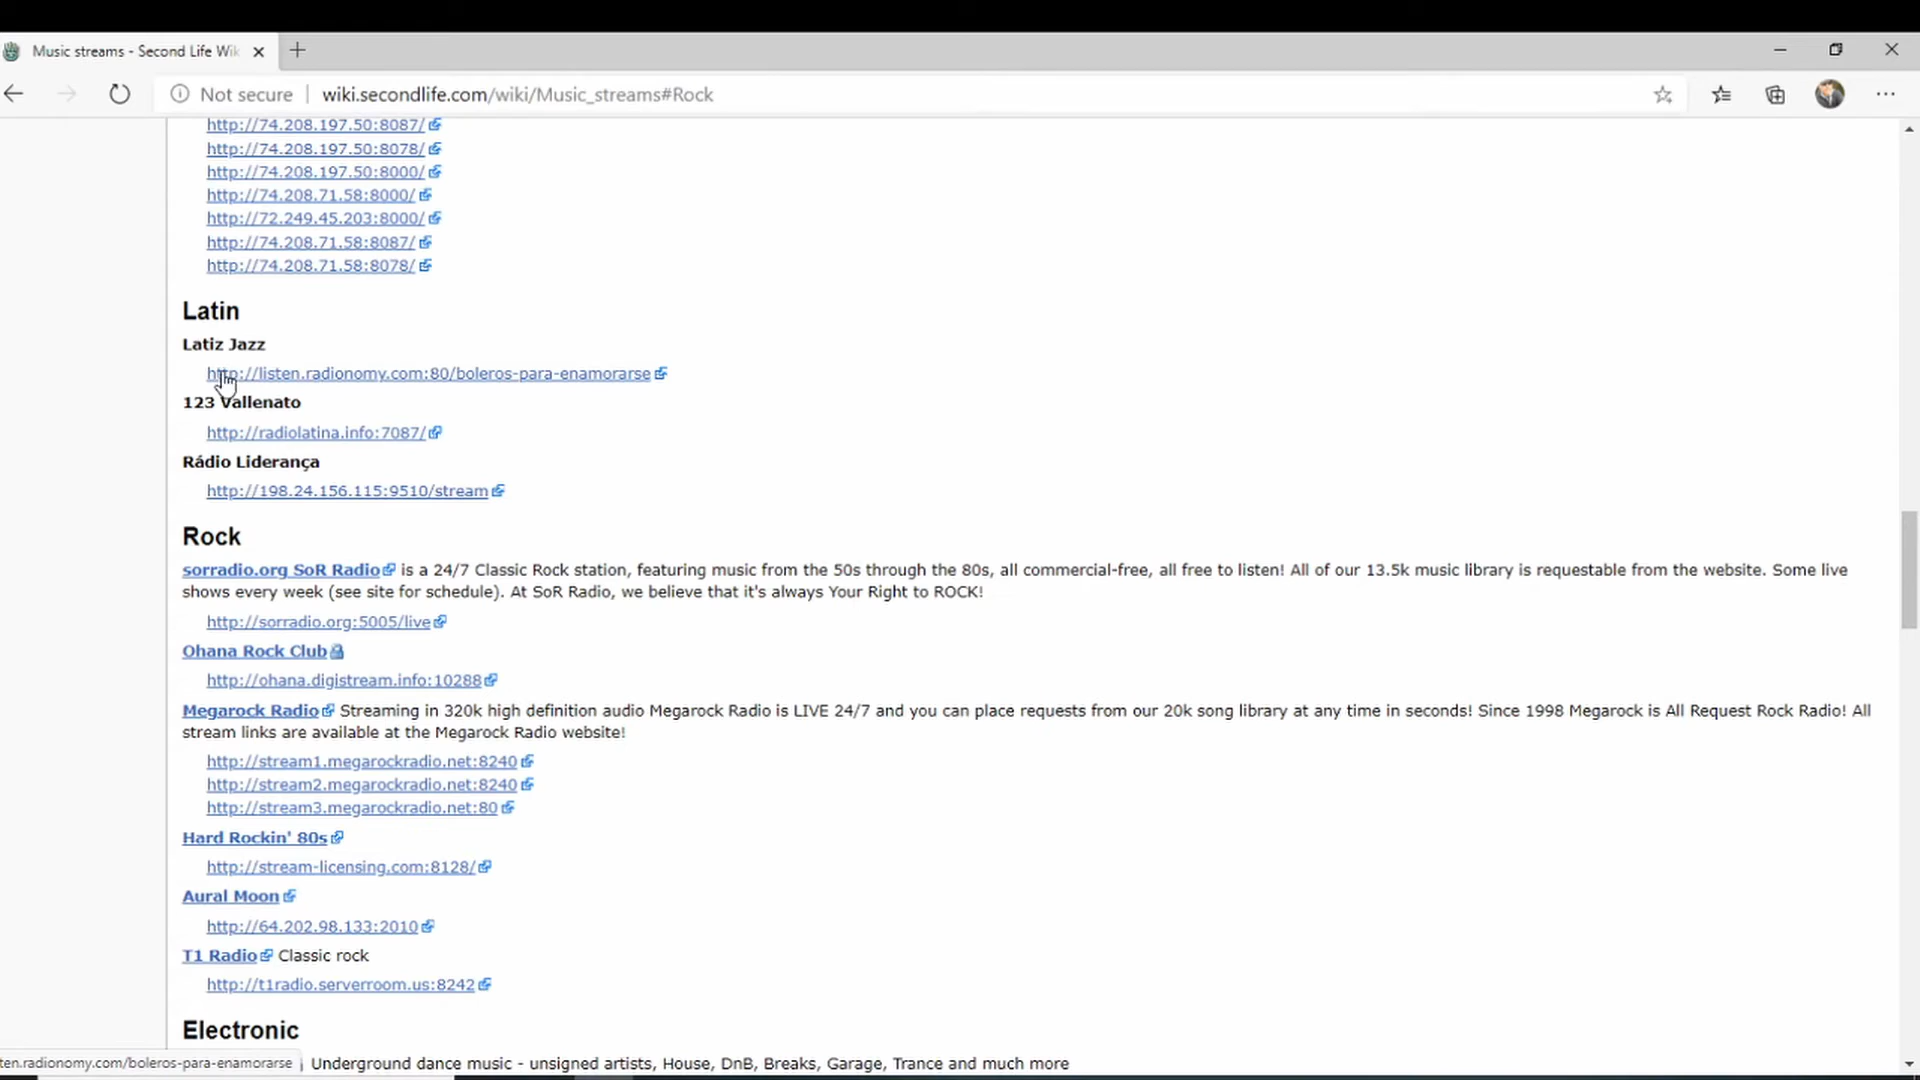 Music streams - Second Life Wik
Not secure wiki.secondlife.com/wiki/Music_streams#Rock
http://74.208.197.50:8087/
http://74.208.197.50:8078/
http://74.208.197.50:8000/
http://74.208.71.58:8000/
http://72.249.45.203:8000/
http://74.208.71.58:8087/
http://74.208.71.58:8078/
Latin
Latiz Jazz
http://listen.radionomy.com:80/boleros-para-enamorarse
123 Vallenato
http://radiolatina.info:7087/
Rádio Liderança
http://198.24.156.115:9510/stream
Rock
sorradio.org SoR Radio is a 24/7 Classic Rock station, featuring music from the 50s through the 80s, all commercial-free, all free to listen! All of our 13.5k music library is requestable from the website. Some live
shows every week (see site for schedule). At SoR Radio, we believe that it's always Your Right to ROCK!
http://sorradio.org:5005/live
Ohana Rock Club
http://ohana.digistream.info:10288
Megarock Radio Streaming in 320k high definition audio Megarock Radio is LIVE 24/7 and you can place requests from our 20k song library at any time in seconds! Since 1998 Megarock is All Request Rock Radio! All
stream links are available at the Megarock Radio website!
http://stream1.megarockradio.net:8240
http://stream2.megarockradio.net:8240
http://stream3.megarockradio.net:80
Hard Rockin' 80s
http://stream-licensing.com:8128/
Aural Moon
http://64.202.98.133:2010
T1 Radio Classic rock
http://t1radio.serverroom.us:8242
Electronic
ten.radionomy.com/boleros-para-enamorarse Underground dance music - unsigned artists, House, DnB, Breaks, Garage, Trance and much more